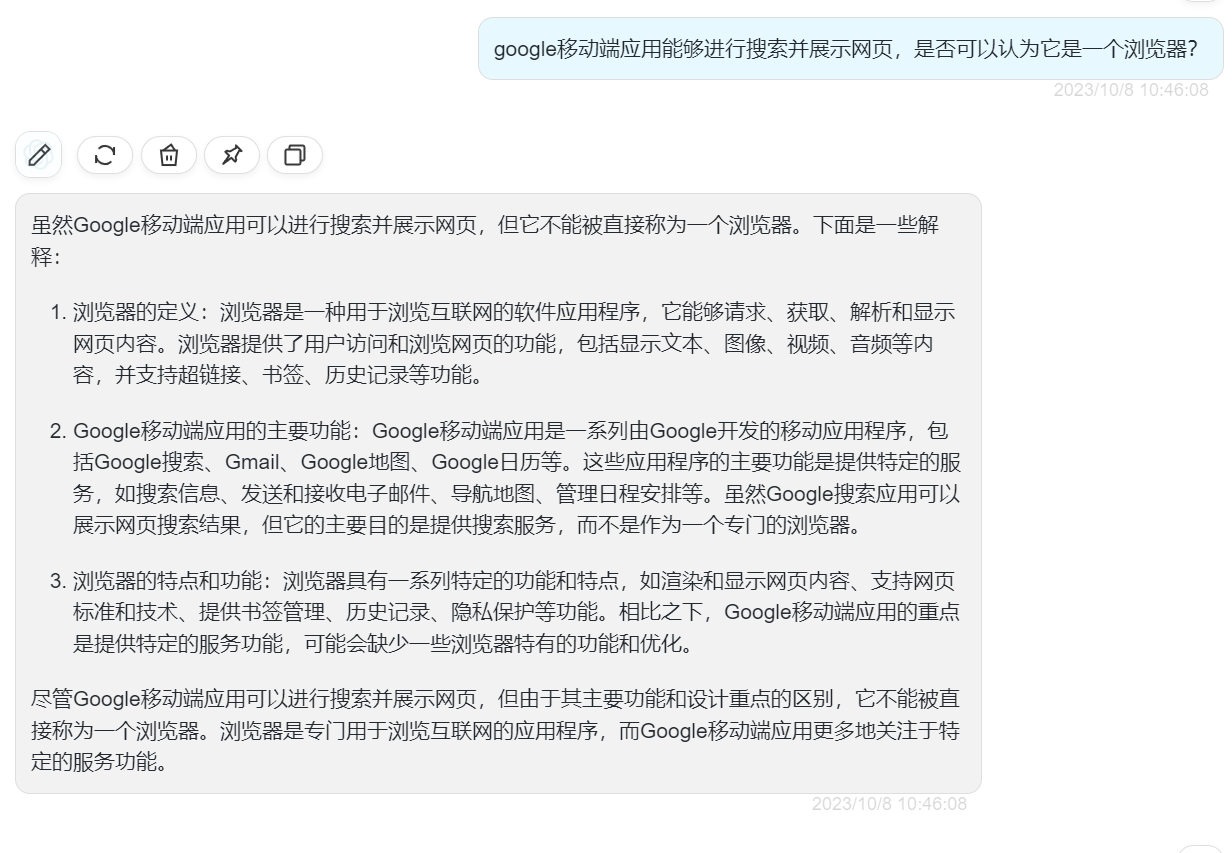 google移动端应用能够进行搜索并展示网页，是否可以认为它是一个浏览器？
2023/10/8 10:46:08
虽然Google移动端应用可以进行搜索并展示网页，但它不能被直接称为一个浏览器。下面是一些解
释：
1. 浏览器的定义：浏览器是一种用于浏览互联网的软件应用程序，它能够请求、获取、解析和显示
网页内容。浏览器提供了用户访问和浏览网页的功能，包括显示文本、图像、视频、音频等内
容，并支持超链接、书签、历史记录等功能。
2. Google移动端应用的主要功能：Google移动端应用是一系列由Google开发的移动应用程序，包
括Google搜索、Gmail、Google地图、Google日历等。这些应用程序的主要功能是提供特定的服
务，如搜索信息、发送和接收电子邮件、导航地图、管理日程安排等。虽然Google搜索应用可以
展示网页搜索结果，但它的主要目的是提供搜索服务，而不是作为一个专门的浏览器。
3. 浏览器的特点和功能：浏览器具有一系列特定的功能和特点，如渲染和显示网页内容、支持网页
标准和技术、提供书签管理、历史记录、隐私保护等功能。相比之下，Google移动端应用的重点
是提供特定的服务功能，可能会缺少一些浏览器特有的功能和优化。
尽管Google移动端应用可以进行搜索并展示网页，但由于其主要功能和设计重点的区别，它不能被直
接称为一个浏览器。浏览器是专门用于浏览互联网的应用程序，而Google移动端应用更多地关注于特
定的服务功能。
2023/10/8 10:46:08